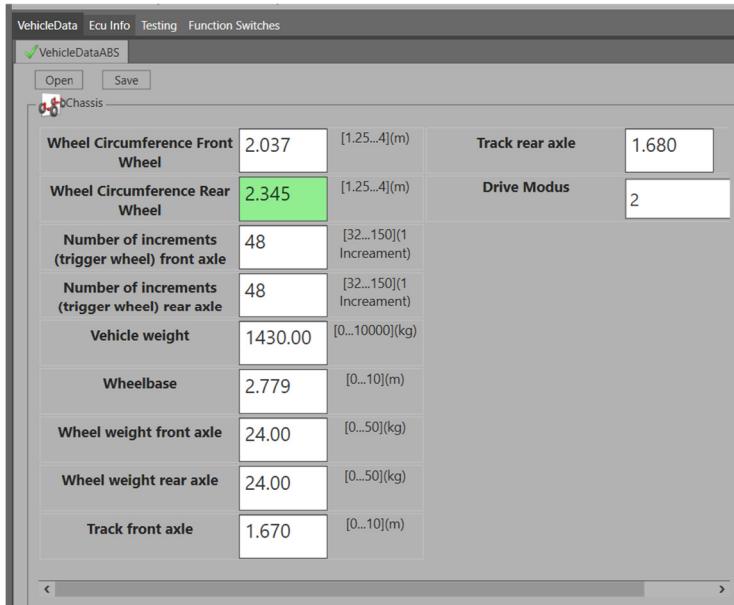 VehicleData Ecu Info Testing Function Switches
VehicleDataABS
Open Save
Chassis
Wheel Circumference Front 2.037 [1.25...4](m) Track rear axle 1.680
Wheel
Wheel Circumference Rear 2.345 [1.25...4](m) Drive Modus 2
Wheel
Number of increments 48 [32...150](1
(trigger wheel) front axle Increament)
Number of increments 48 [32...150](1
(trigger wheel) rear axle Increament)
Vehicle weight 1430.00 [0...10000](kg)
Wheelbase 2.779 [0...10](m)
Wheel weight front axle 24.00 [0...50](kg)
Wheel weight rear axle 24.00 [0...50](kg)
Track front axle 1.670 [0...10](m)